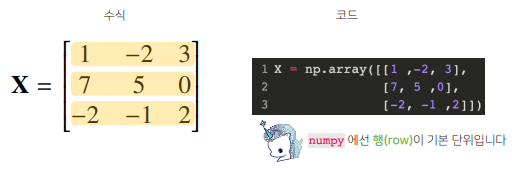 수식
코드
X = [1 -2 3
7 5 0
-2 -1 2]
1 X = np.array([[1 ,-2, 3],
2 [7, 5 ,0],
3 [-2, -1 ,2]])
numpy 에선 행(row)이 기본 단위입니다